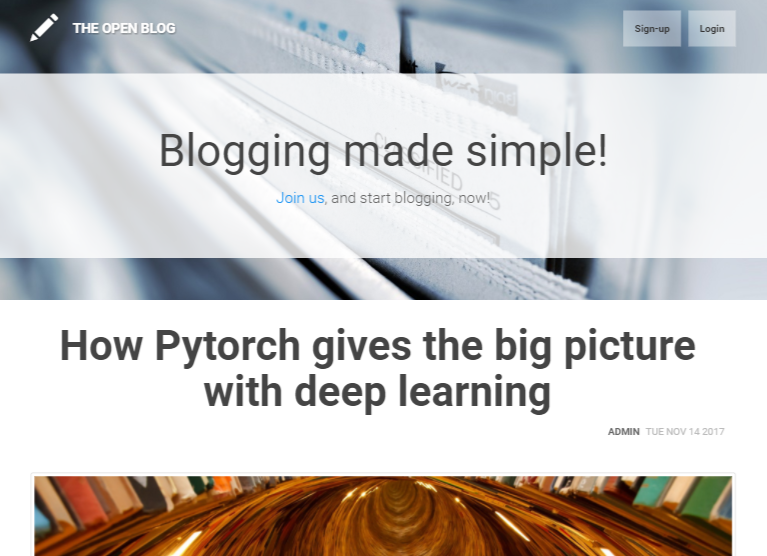 THE OPEN BLOG
Sign-up
Login
Blogging made simple!
Join us, and start blogging, now!
How Pytorch gives the big picture
with deep learning
ADMIN TUE NOV 14 2017